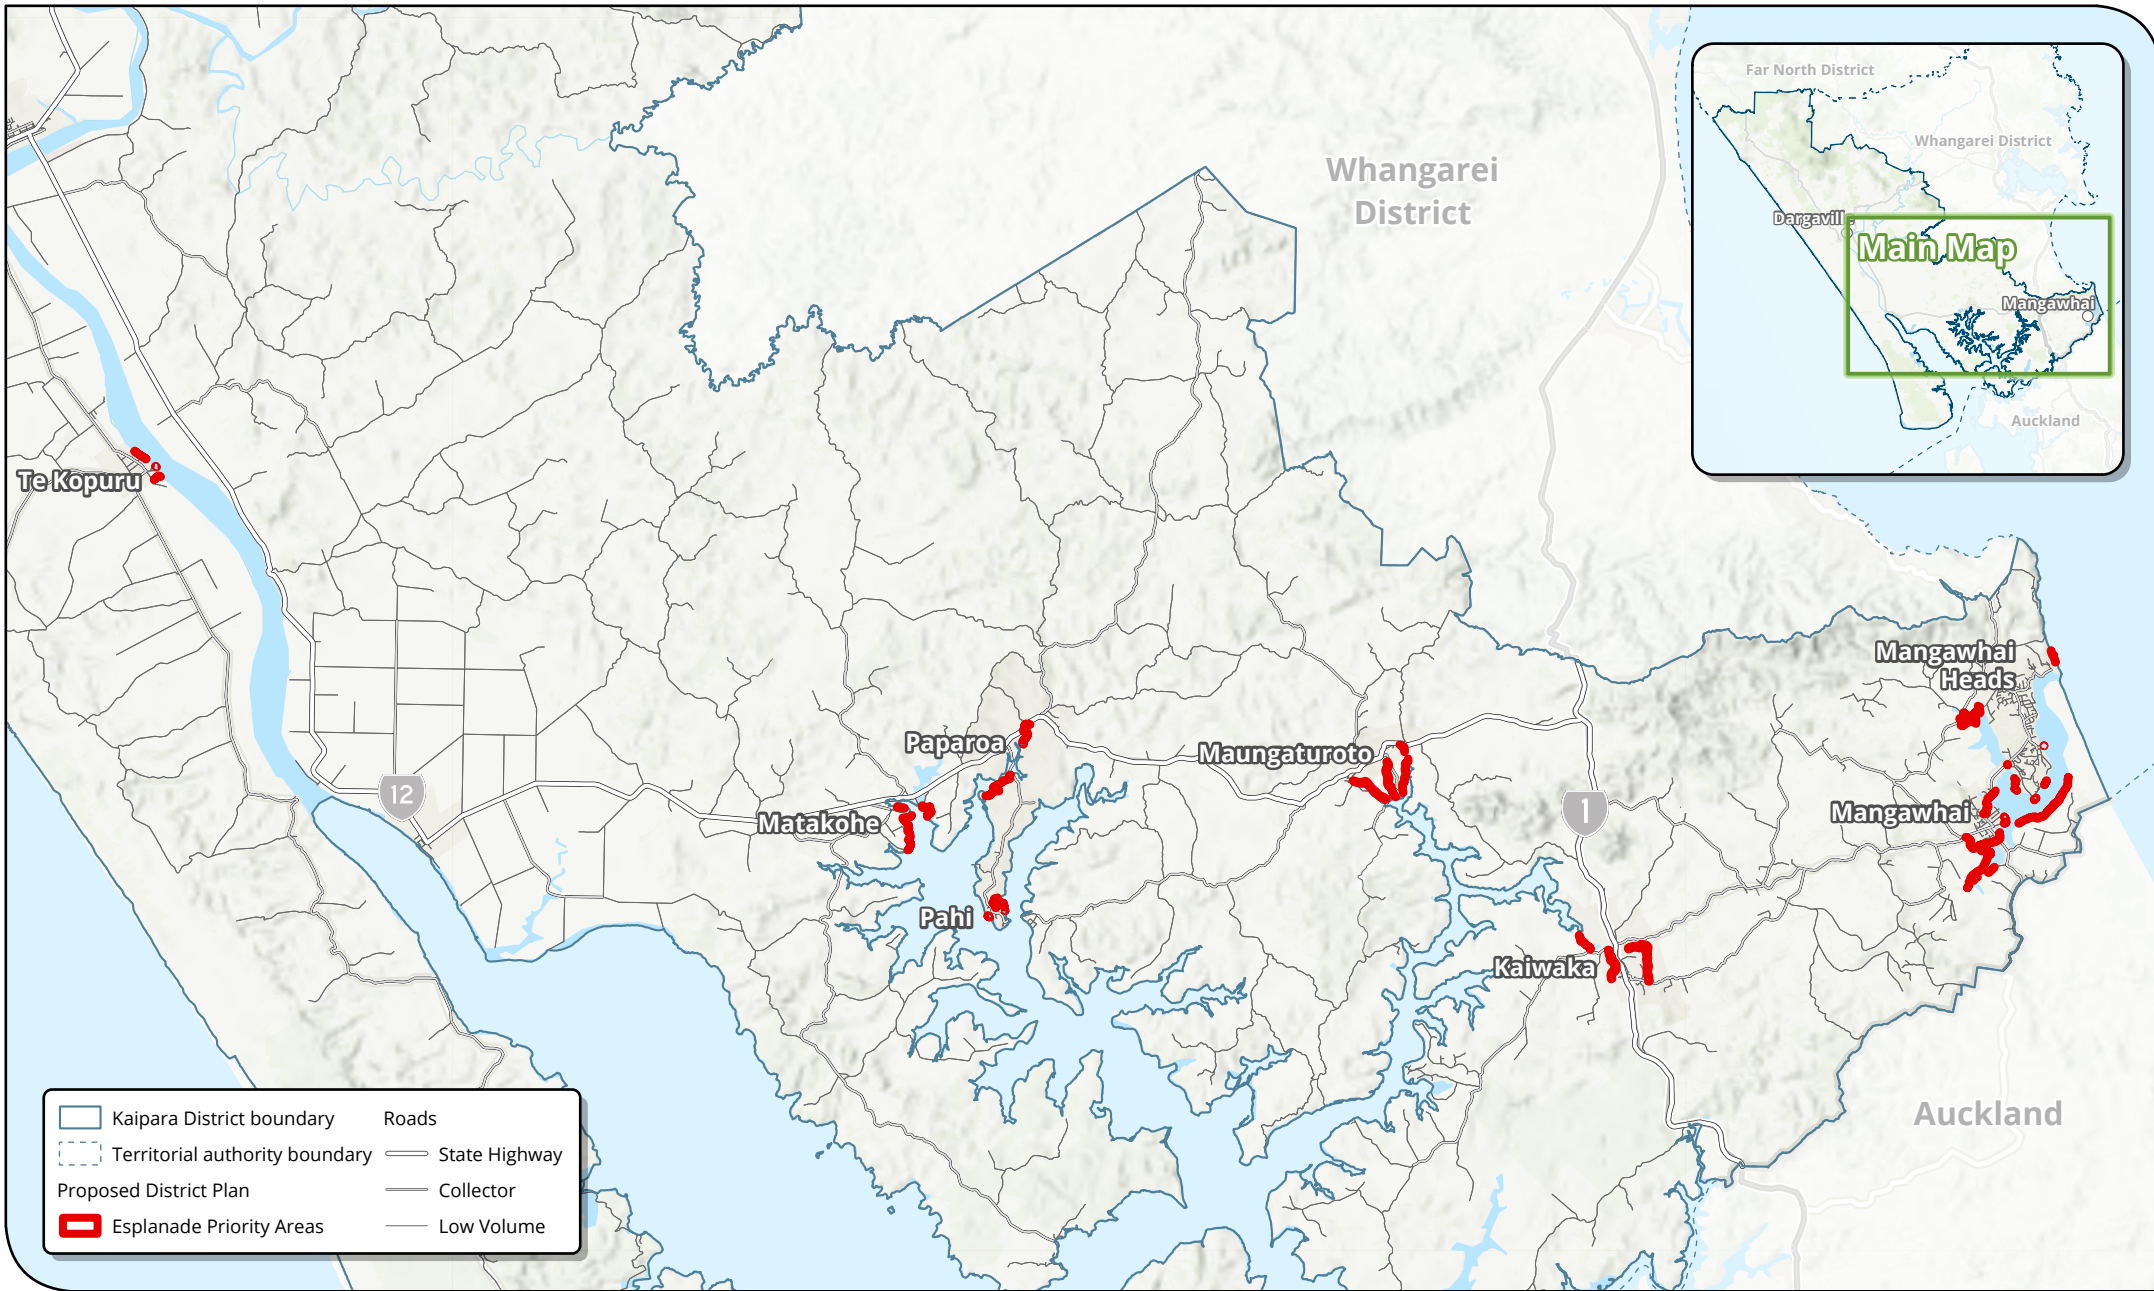 Whangarei
District
Far North District
Whangarei District
Dargaville
Main Map
Mangawhai
Auckland
Te Kopuru
Mangawhai
Heads
Paparoa
Maungaturoto
12
1
Matakohe
Mangawhai
Pahi
Kaiwaka
Auckland
Kaipara District boundary
Territorial authority boundary
Proposed District Plan
Esplanade Priority Areas
Roads
State Highway
Collector
Low Volume